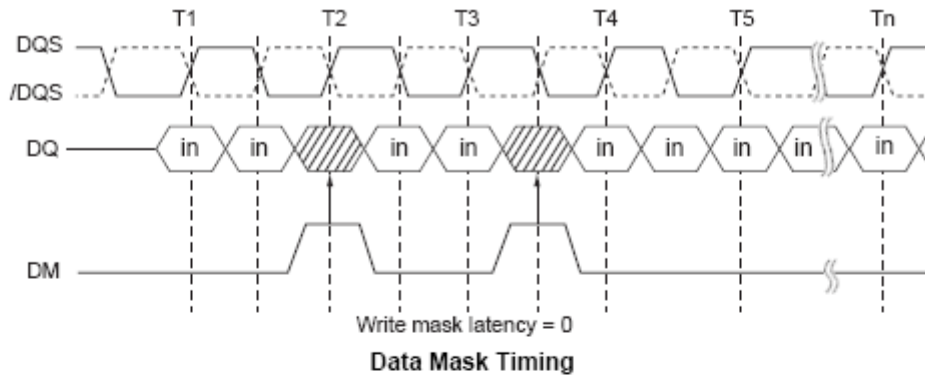 T1 T2 T3 T4 T5 Tn
DQS
/DQS
DQ in in in in in in in in in
DM
Write mask latency = 0
Data Mask Timing